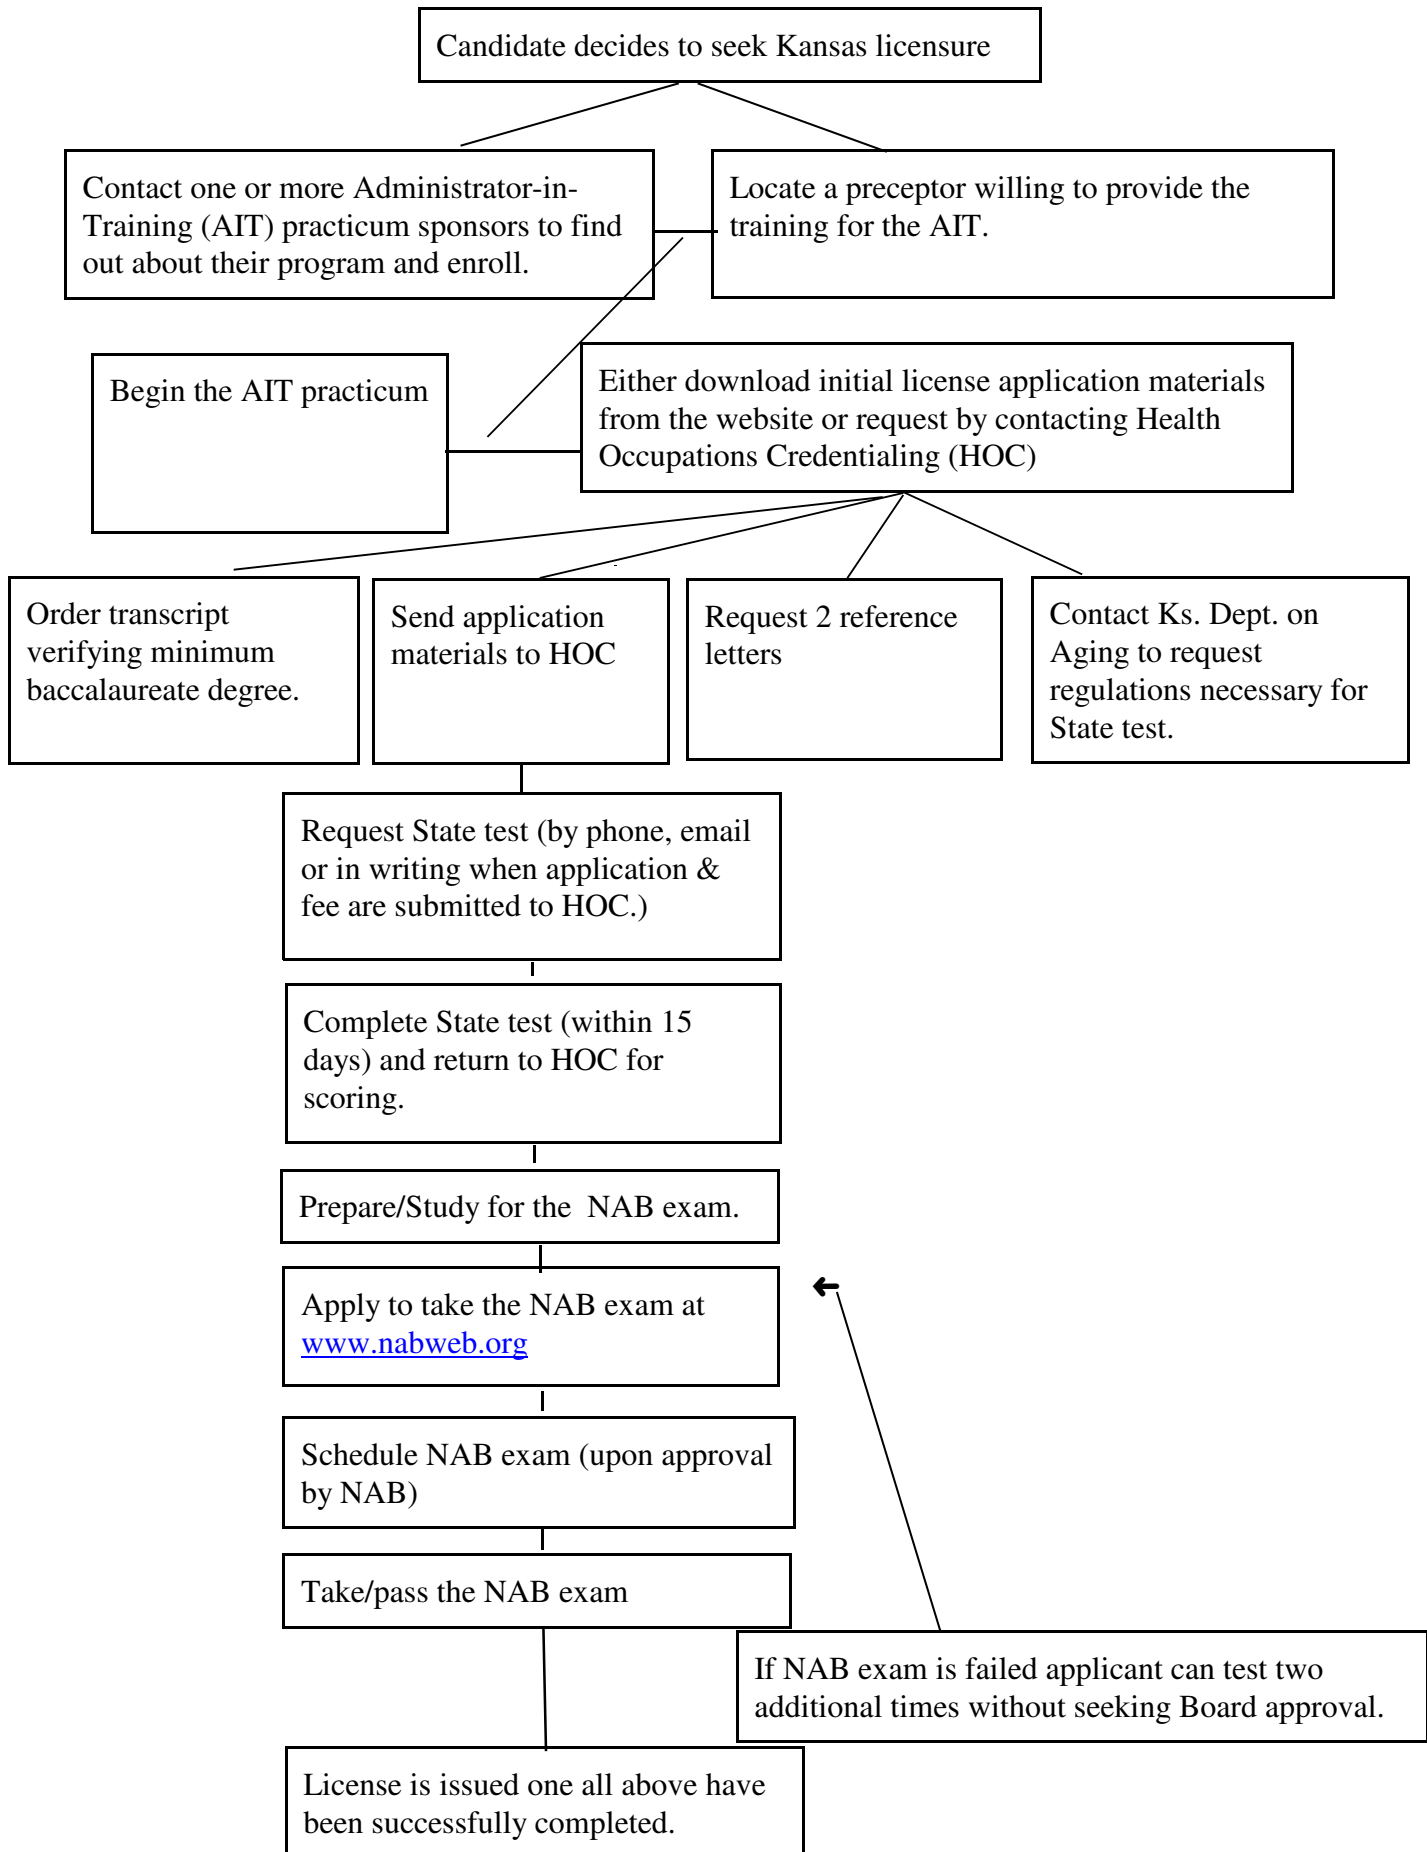 Candidate decides to seek Kansas licensure
Contact one or more Administrator-in-
Training (AIT) practicum sponsors to find
out about their program and enroll.
Locate a preceptor willing to provide the
training for the AIT.
Begin the AIT practicum
Either download initial license application materials
from the website or request by contacting Health
Occupations Credentialing (HOC)
Order transcript
verifying minimum
baccalaureate degree.
Send application
materials to HOC
Request 2 reference
letters
Contact Ks. Dept. on
Aging to request
regulations necessary for
State test.
Request State test (by phone, email
or in writing when application &
fee are submitted to HOC.)
Complete State test (within 15
days) and return to HOC for
scoring.
Prepare/Study for the  NAB exam.
Apply to take the NAB exam at
www.nabweb.org
Schedule NAB exam (upon approval
by NAB)
Take/pass the NAB exam
If NAB exam is failed applicant can test two
additional times without seeking Board approval.
License is issued one all above have
been successfully completed.